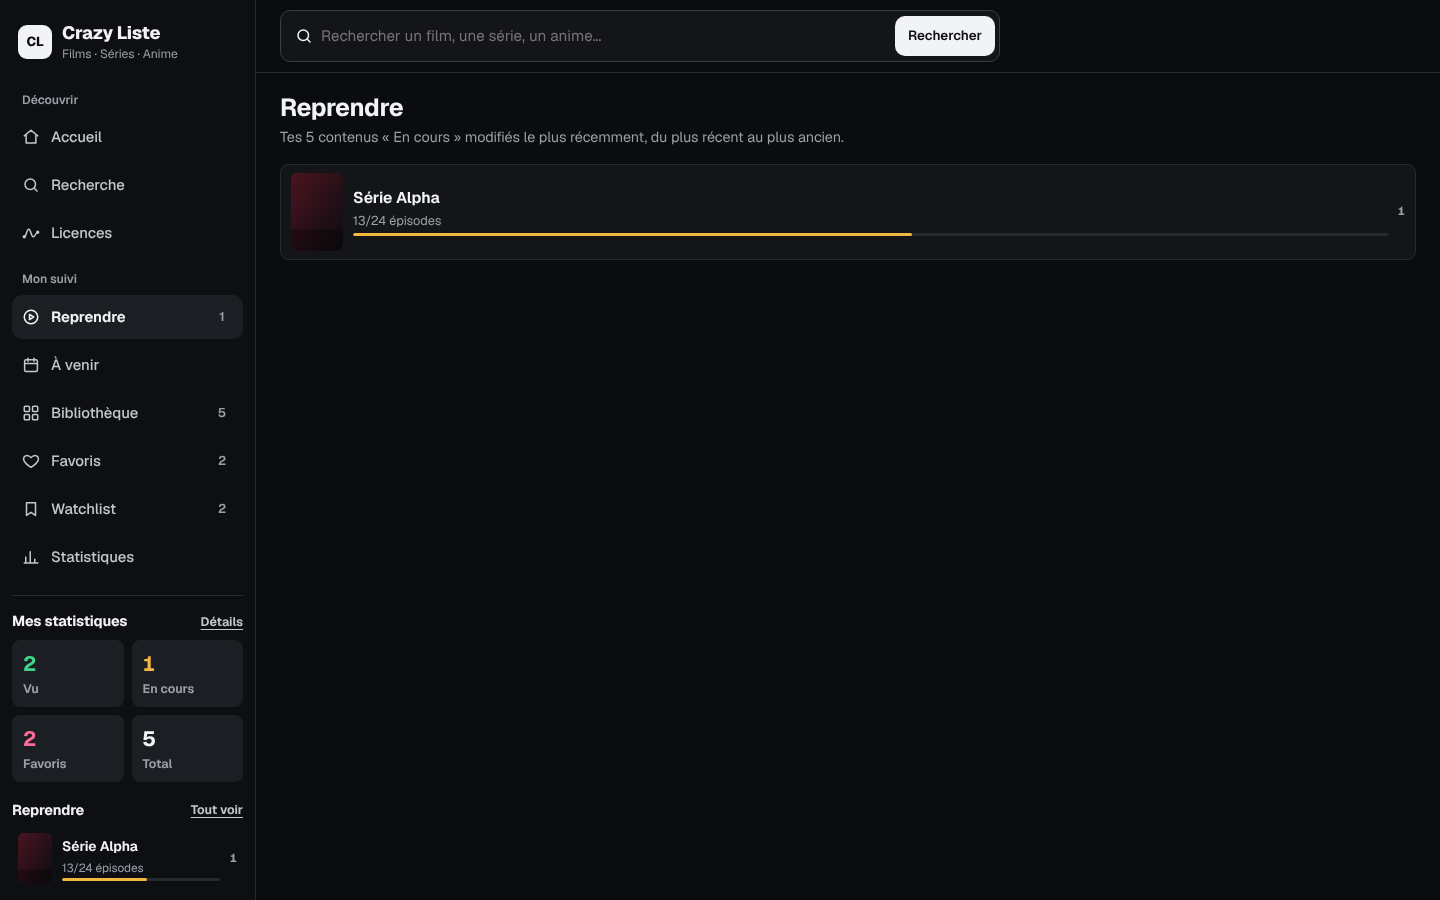 CL
Crazy Liste
Films · Séries · Anime
Découvrir
Accueil
Recherche
Licences
Mon suivi
Reprendre 1
À venir
Bibliothèque 5
Favoris 2
Watchlist 2
Statistiques
Mes statistiques Détails
2 1
Vu En cours
2 5
Favoris Total
Reprendre Tout voir
Série Alpha
13/24 épisodes
1
Rechercher un film, une série, un anime... Rechercher
Reprendre
Tes 5 contenus « En cours » modifiés le plus récemment, du plus récent au plus ancien.
Série Alpha
13/24 épisodes
1